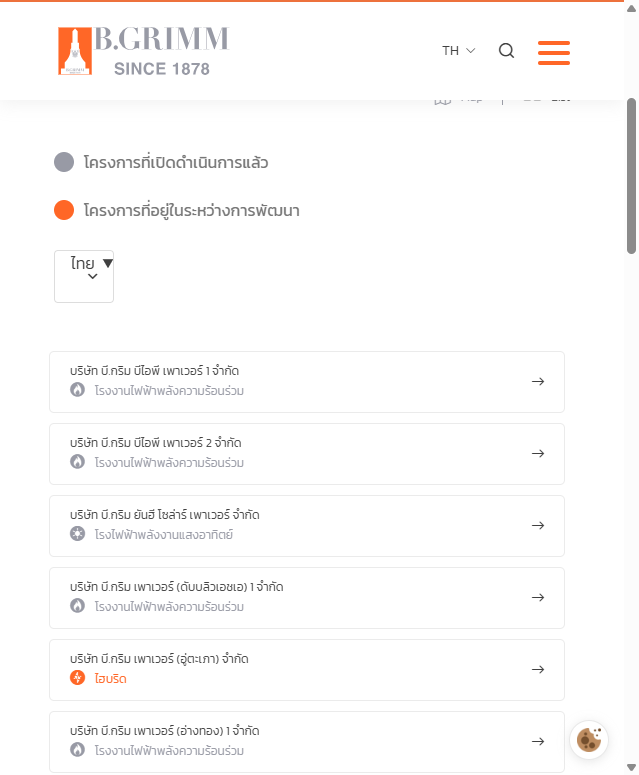 B.GRIMM
SINCE 1878
TH
โครงการที่เปิดดำเนินการแล้ว
โครงการที่อยู่ในระหว่างการพัฒนา
ไทย
บริษัท บี.กริม บีไอพี เพาเวอร์ 1 จำกัด
โรงงานไฟฟ้าพลังความร้อนร่วม
บริษัท บี.กริม บีไอพี เพาเวอร์ 2 จำกัด
โรงงานไฟฟ้าพลังความร้อนร่วม
บริษัท บี.กริม ยันฮี โซล่าร์ เพาเวอร์ จำกัด
โรงไฟฟ้าพลังงานแสงอาทิตย์
บริษัท บี.กริม เพาเวอร์ (ดับบลิวเอชเอ) 1 จำกัด
โรงงานไฟฟ้าพลังความร้อนร่วม
บริษัท บี.กริม เพาเวอร์ (อู่ตะเภา) จำกัด
ไฮบริด
บริษัท บี.กริม เพาเวอร์ (อ่างทอง) 1 จำกัด
โรงงานไฟฟ้าพลังความร้อนร่วม